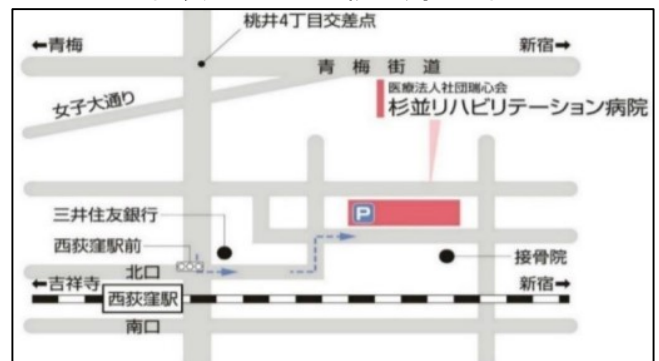 桃井4丁目交差点
←青梅
新宿→
青梅街道
女子大通り
医療法人社団瑞心会
杉並リハビリテーション病院
P
三井住友銀行
西荻窪駅前
接骨院
北口
←吉祥寺
新宿→
西荻窪駅
南口